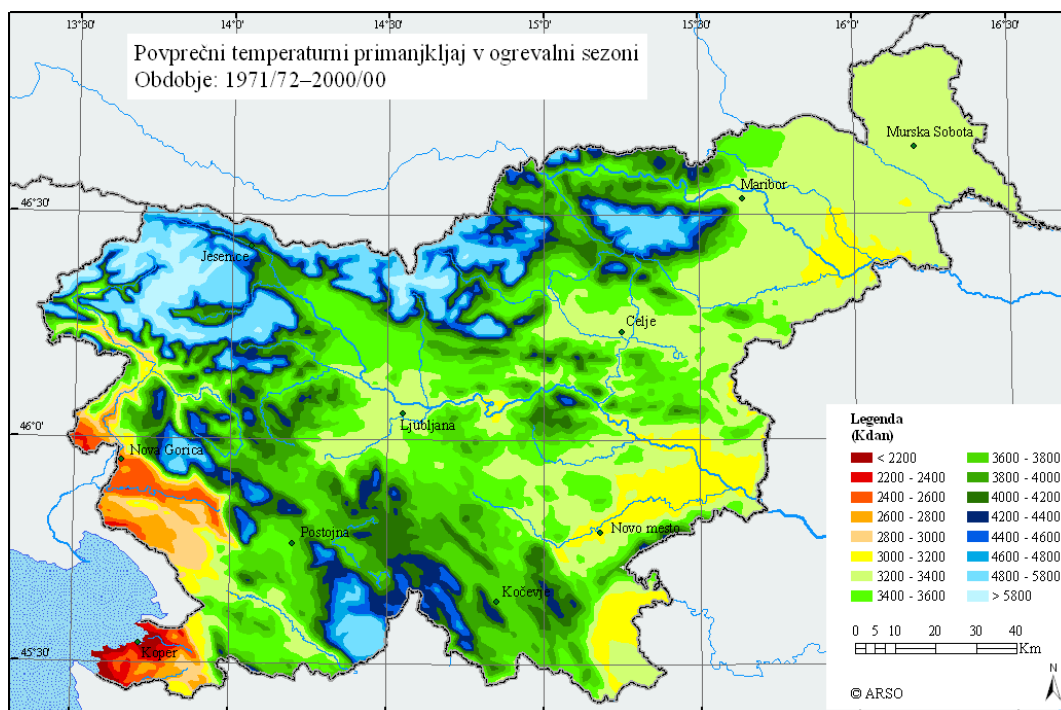 13°30'
14°0'
14°30'
15°0'
15°30'
16°0'
16°30'
Povprečni temperaturni primanjkljaj v ogrevalni sezoni
Obdobje: 1971/72–2000/00
Murska Sobota
Maribor
46°30'
Jesenice
Celje
Ljubljana
46°0'
Nova Gorica
Novo mesto
Postojna
Kočevje
Koper
45°30'
Legenda
(Kdan)
< 2200
2200 - 2400
2400 - 2600
2600 - 2800
2800 - 3000
3000 - 3200
3200 - 3400
3400 - 3600
3600 - 3800
3800 - 4000
4000 - 4200
4200 - 4400
4400 - 4600
4600 - 4800
4800 - 5800
> 5800
0 5 10 20 30 40
Km
N
© ARSO